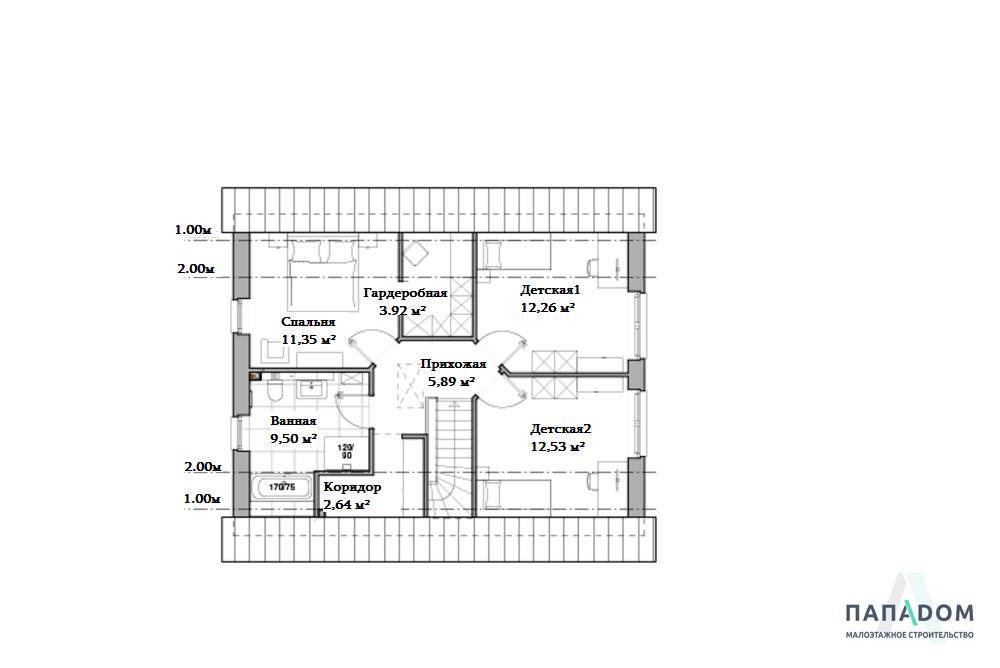 1.00м
2.00м
Гардеробная
3.92 м²
Детская1
12,26 м²
Спальня
11,35 м²
Прихожая
5,89 м²
Ванная
9,50 м²
Детская2
12,53 м²
120/
90
2.00м
170/75
Коридор
2,64 м²
1.00м
ПАПАDOM
МАЛОЭТАЖНОЕ СТРОИТЕЛЬСТВО